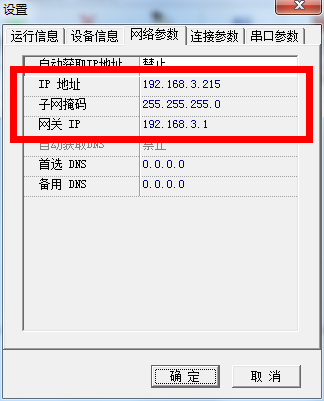 设置
运行信息 设备信息 网络参数 连接参数 串口参数
自动获取IP地址 禁止
IP 地址 192.168.3.215
子网掩码 255.255.255.0
网关 IP 192.168.3.1
自动获取DNS 禁止
首选 DNS 0.0.0.0
备用 DNS 0.0.0.0
确 定 取 消